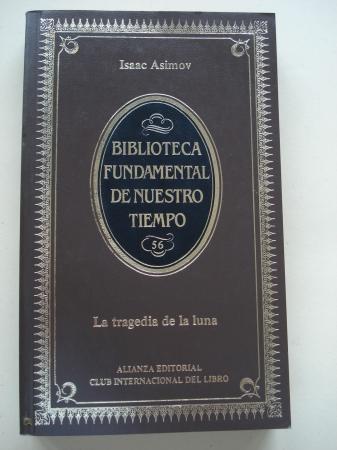 Isaac Asimov
BIBLIOTECA
FUNDAMENTAL
DE NUESTRO
TIEMPO
56
La tragedia de la luna
ALIANZA EDITORIAL
CLUB INTERNACIONAL DEL LIBRO